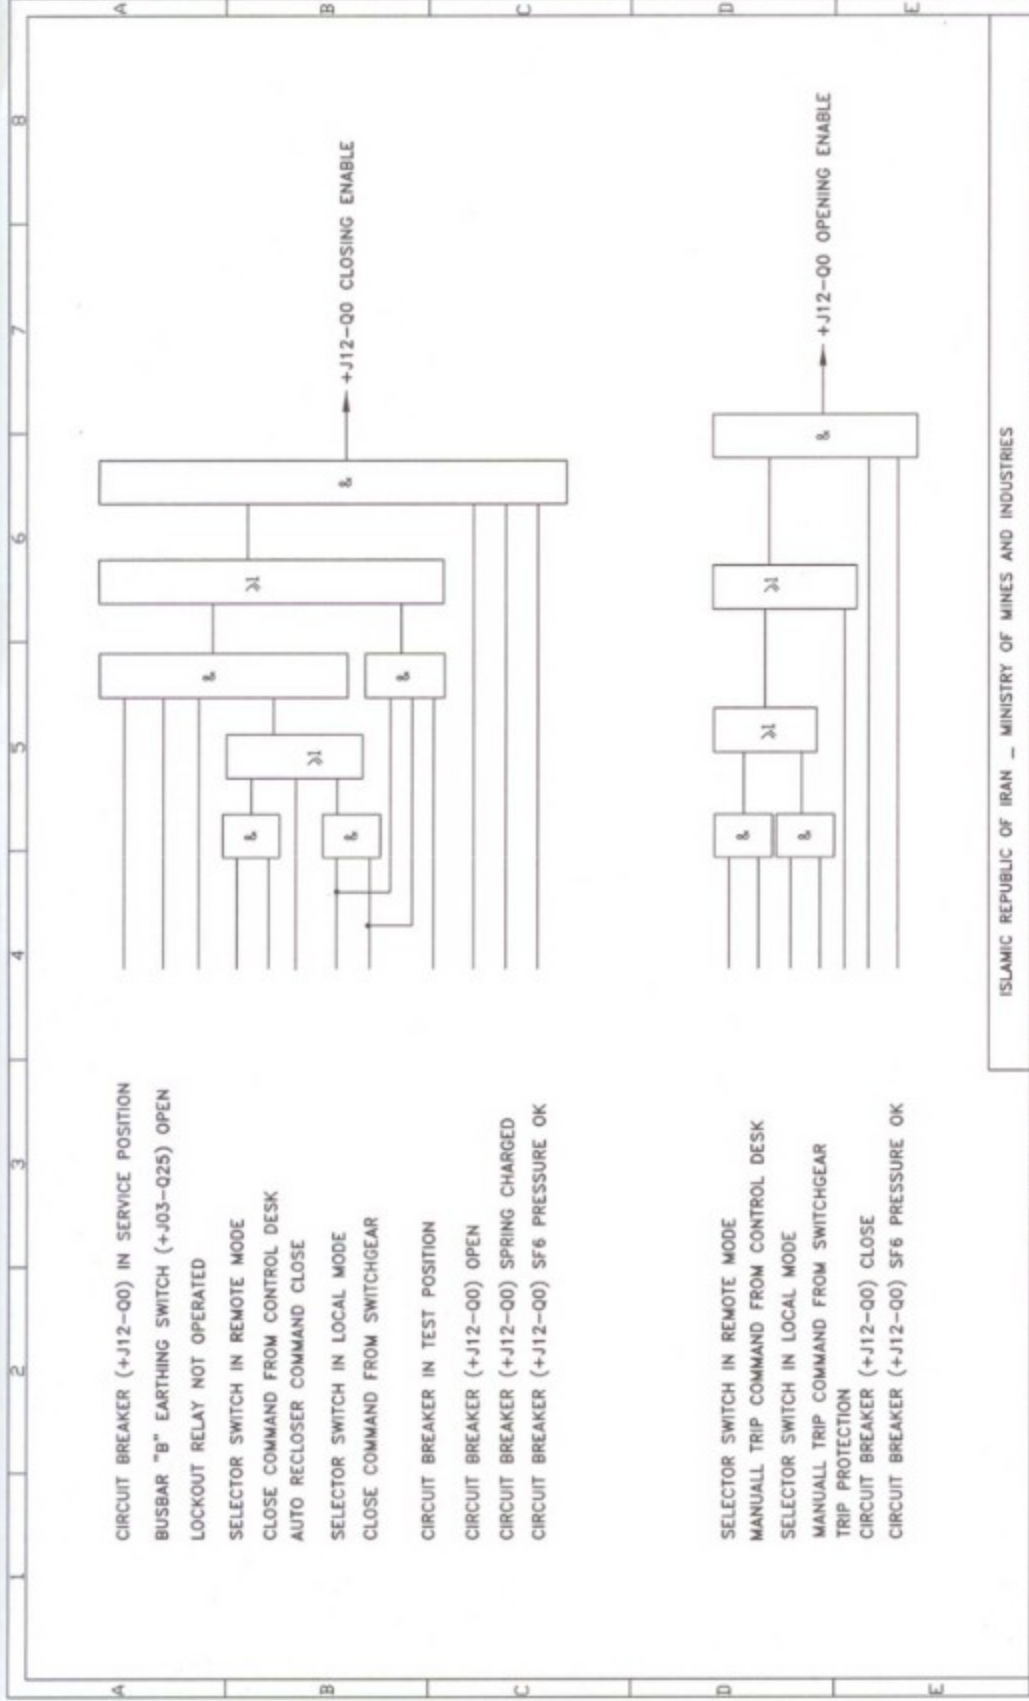 1 2 3 4 5 6 7 8
A A
CIRCUIT BREAKER (+J12-Q0) IN SERVICE POSITION
BUSBAR "B" EARTHING SWITCH (+J03-Q25) OPEN
LOCKOUT RELAY NOT OPERATED
SELECTOR SWITCH IN REMOTE MODE
CLOSE COMMAND FROM CONTROL DESK
AUTO RECLOSER COMMAND CLOSE
SELECTOR SWITCH IN LOCAL MODE
CLOSE COMMAND FROM SWITCHGEAR
CIRCUIT BREAKER IN TEST POSITION
CIRCUIT BREAKER (+J12-Q0) OPEN
CIRCUIT BREAKER (+J12-Q0) SPRING CHARGED
CIRCUIT BREAKER (+J12-Q0) SF6 PRESSURE OK
& & ≥1 & & ≥1 &
+J12-Q0 CLOSING ENABLE
B B
C C
D D
SELECTOR SWITCH IN REMOTE MODE
MANUALL TRIP COMMAND FROM CONTROL DESK
SELECTOR SWITCH IN LOCAL MODE
MANUALL TRIP COMMAND FROM SWITCHGEAR
TRIP PROTECTION
CIRCUIT BREAKER (+J12-Q0) CLOSE
CIRCUIT BREAKER (+J12-Q0) SF6 PRESSURE OK
& & ≥1 ≥1 &
+J12-Q0 OPENING ENABLE
E E
ISLAMIC REPUBLIC OF IRAN _ MINISTRY OF MINES AND INDUSTRIES